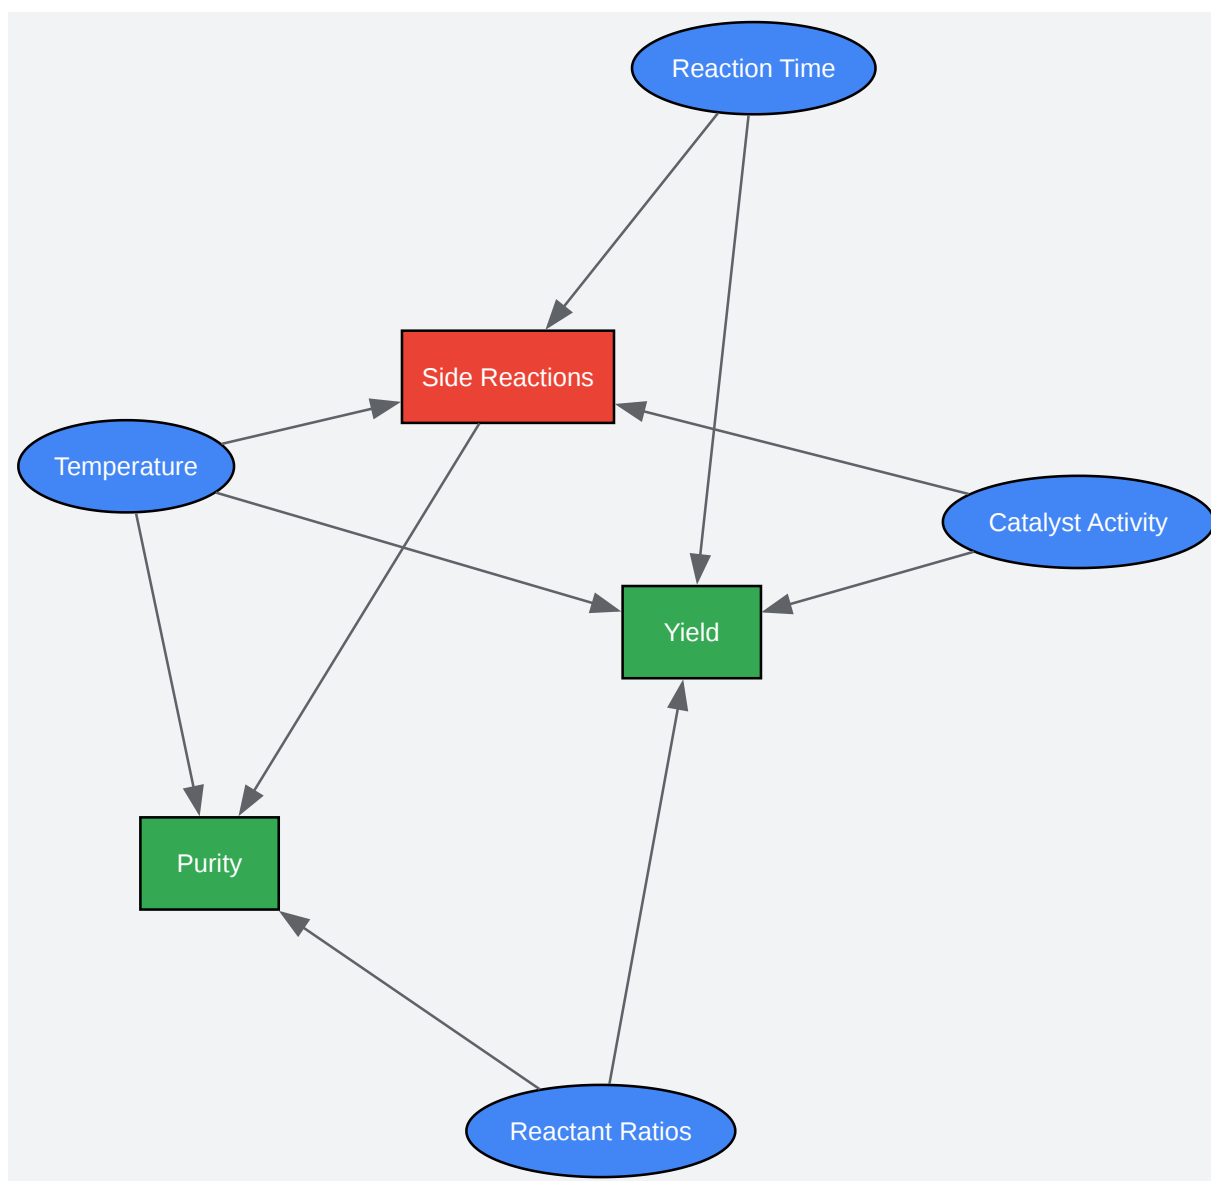 Reaction Time
Side Reactions
Temperature
Catalyst Activity
Yield
Purity
Reactant Ratios